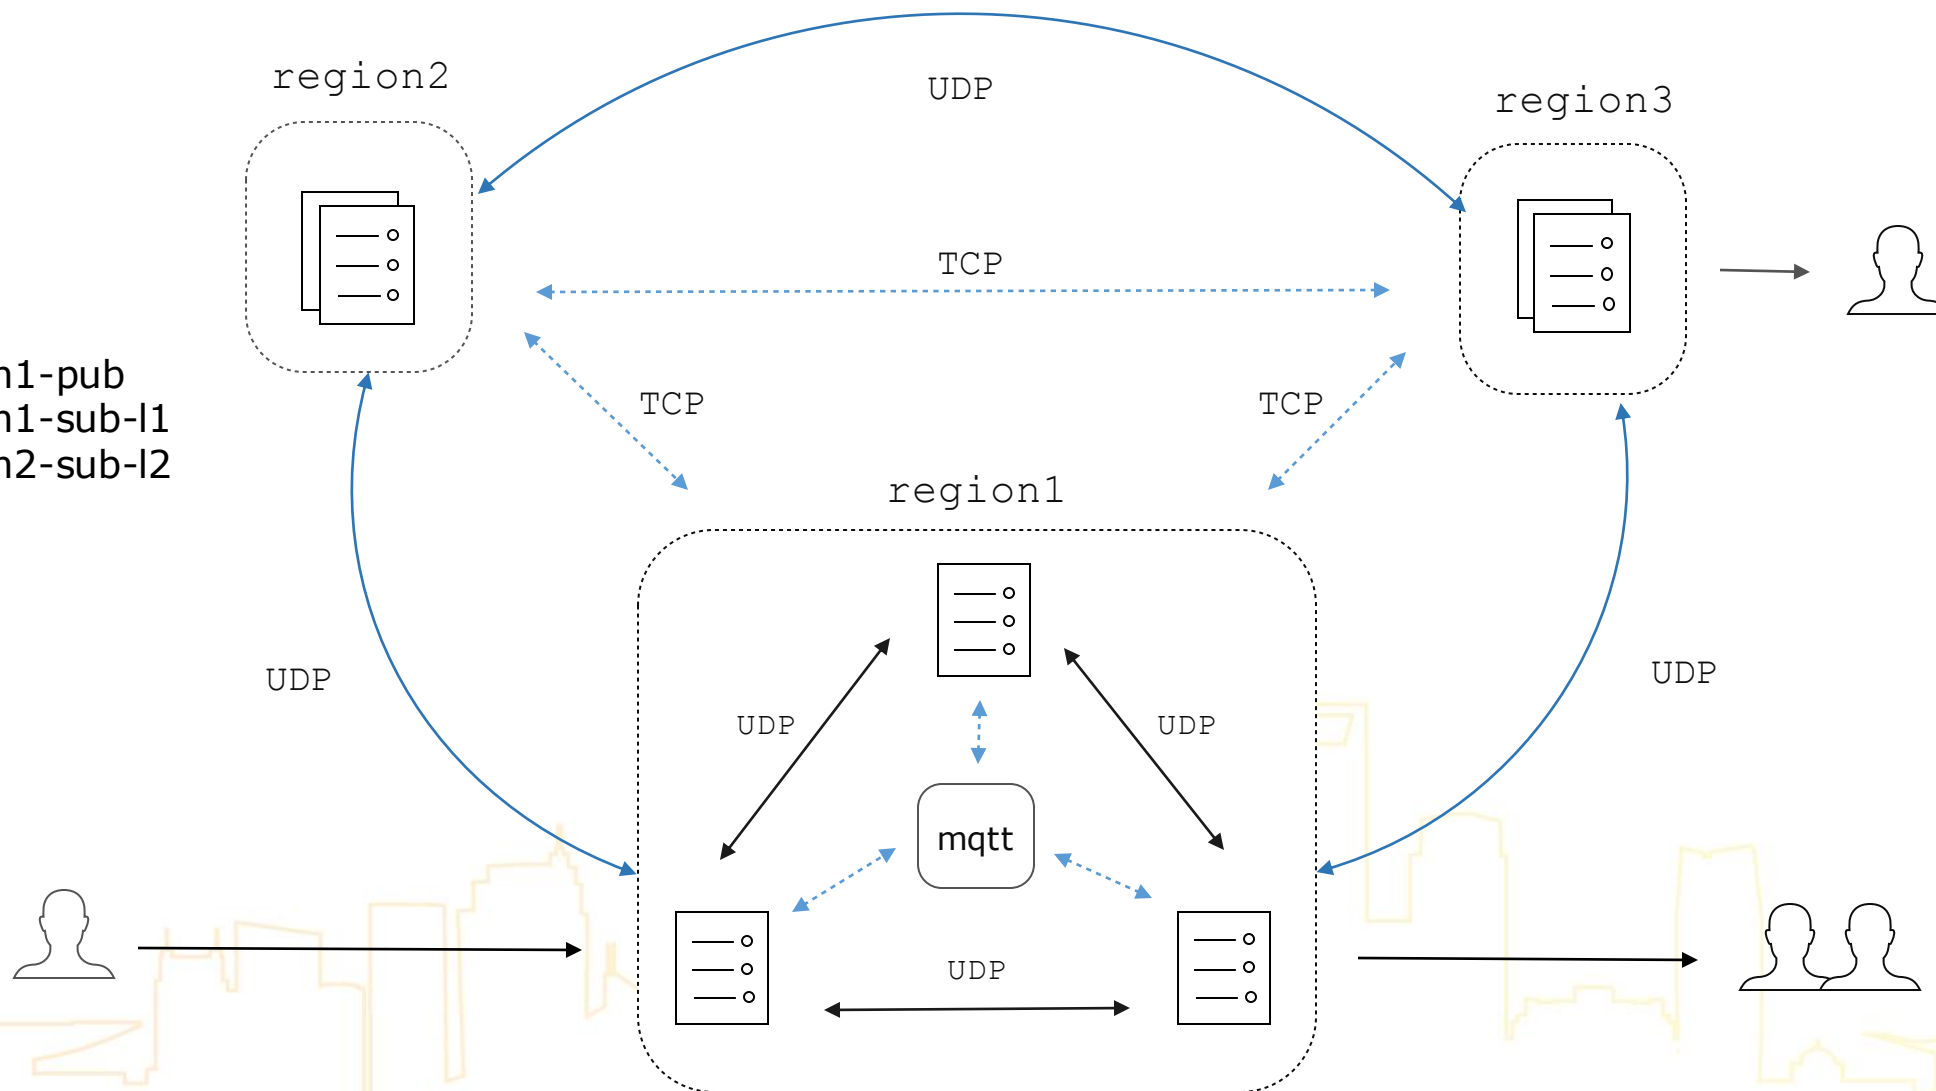 region2
UDP
region3
TCP
n1-pub
n1-sub-l1
n2-sub-l2
TCP
TCP
region1
UDP
UDP
UDP
UDP
mqtt
UDP